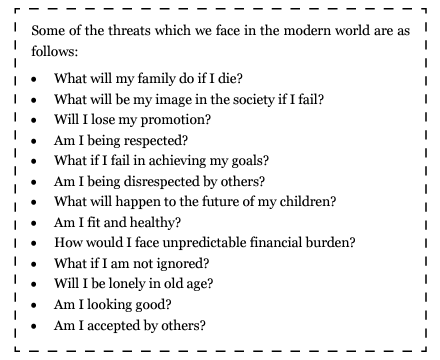 Some of the threats which we face in the modern world are as
follows:
• What will my family do if I die?
• What will be my image in the society if I fail?
• Will I lose my promotion?
• Am I being respected?
• What if I fail in achieving my goals?
• Am I being disrespected by others?
• What will happen to the future of my children?
• Am I fit and healthy?
• How would I face unpredictable financial burden?
• What if I am not ignored?
• Will I be lonely in old age?
• Am I looking good?
• Am I accepted by others?